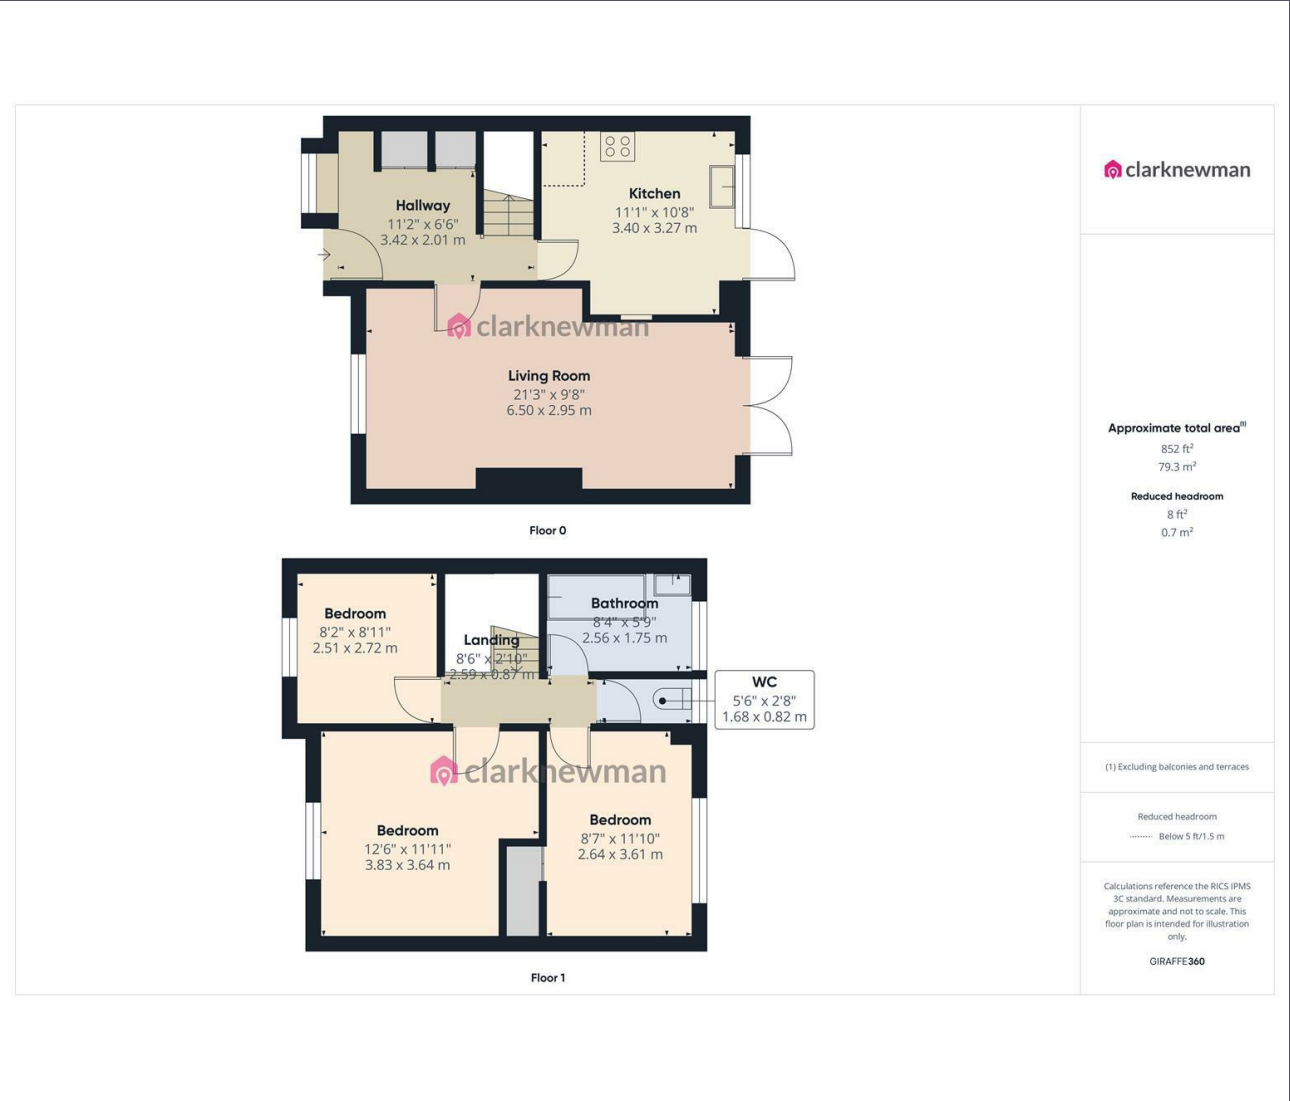 Hallway
11'2" x 6'6"
3.42 x 2.01 m
Kitchen
11'1" x 10'8"
3.40 x 3.27 m
clarknewman
Living Room
21'3" x 9'8"
6.50 x 2.95 m
Floor 0
Bedroom
8'2" x 8'11"
2.51 x 2.72 m
Landing
8'6" x 2'10"
2.59 x 0.87 m
Bathroom
8'4" x 5'9"
2.56 x 1.75 m
WC
5'6" x 2'8"
1.68 x 0.82 m
clarknewman
Bedroom
12'6" x 11'11"
3.83 x 3.64 m
Bedroom
8'7" x 11'10"
2.64 x 3.61 m
Floor 1
clarknewman
Approximate total area(1)
852 ft²
79.3 m²
Reduced headroom
8 ft²
0.7 m²
(1) Excluding balconies and terraces
Reduced headroom
Below 5 ft/1.5 m
Calculations reference the RICS IPMS
3C standard. Measurements are
approximate and not to scale. This
floor plan is intended for illustration
only.
GIRAFFE360